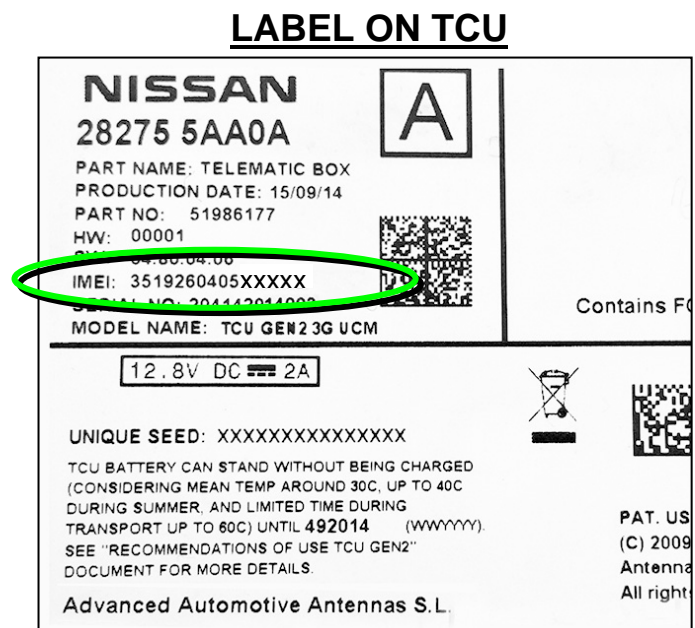 LABEL ON TCU
NISSAN
28275 5AA0A
A
PART NAME: TELEMATIC BOX
PRODUCTION DATE: 15/09/14
PART NO: 51986177
HW: 00001
IMEI: 3519260405XXXXX
MODEL NAME: TCU GEN2 3G UCM
Contains FC
12.8V DC 2A
UNIQUE SEED: XXXXXXXXXXXXXXX
TCU BATTERY CAN STAND WITHOUT BEING CHARGED
(CONSIDERING MEAN TEMP AROUND 30C, UP TO 40C
DURING SUMMER, AND LIMITED TIME DURING
TRANSPORT UP TO 60C) UNTIL 492014 (WWYYYY).
SEE "RECOMMENDATIONS OF USE TCU GEN2"
DOCUMENT FOR MORE DETAILS.
Advanced Automotive Antennas S.L.
PAT. US
(C) 2009
Antenna
All rights